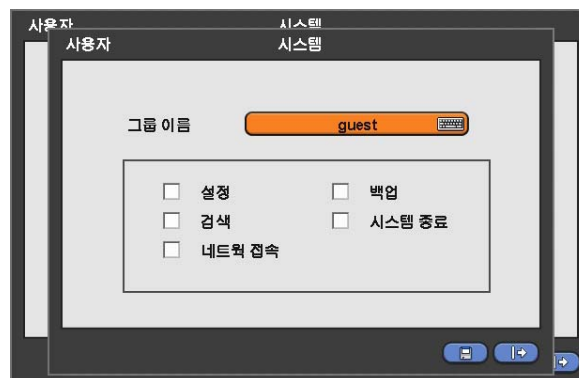 사용자 시스템
사용자 시스템
그룹 이름 guest
설정 백업
검색 시스템 종료
네트웍 접속